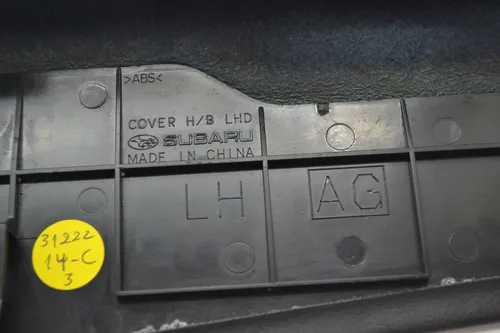 >ABS<
COVER H/B LHD
SUBARU
MADE IN CHINA
LH AG
31222
14-C
3